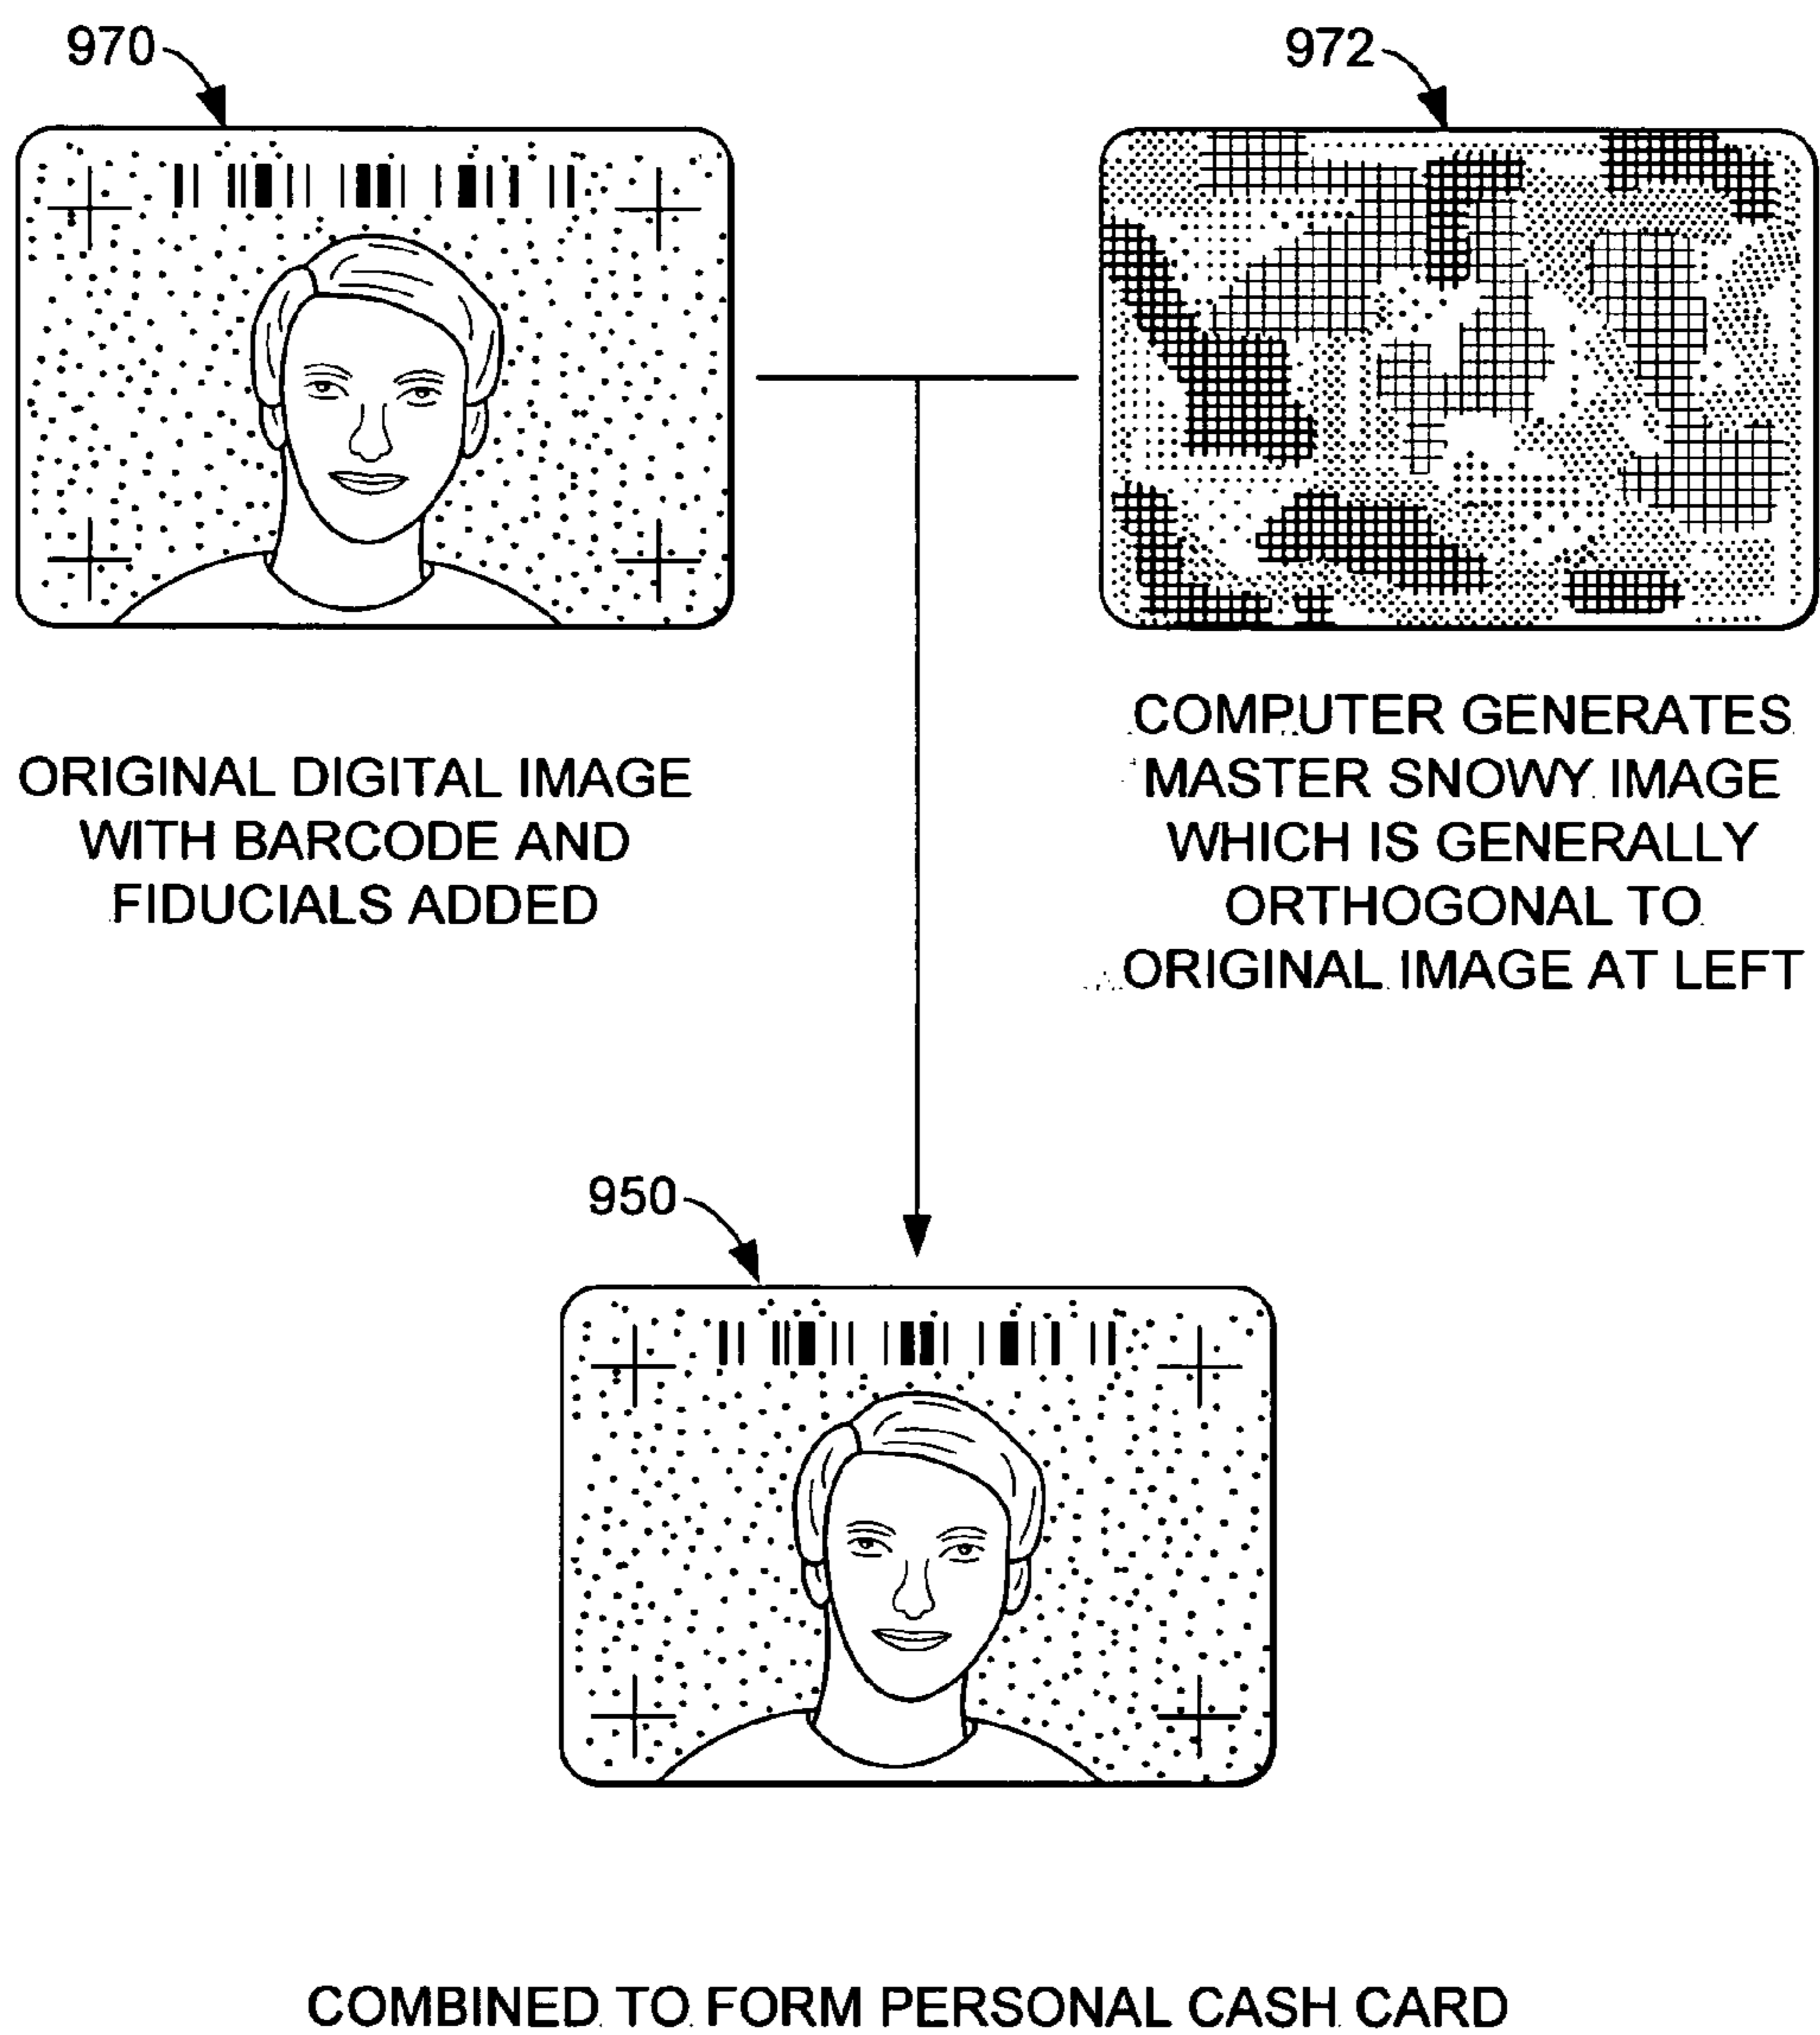 970
972
ORIGINAL DIGITAL IMAGE
WITH BARCODE AND
FIDUCIALS ADDED
COMPUTER GENERATES
MASTER SNOWY IMAGE
WHICH IS GENERALLY
ORTHOGONAL TO
ORIGINAL IMAGE AT LEFT
950
COMBINED TO FORM PERSONAL CASH CARD